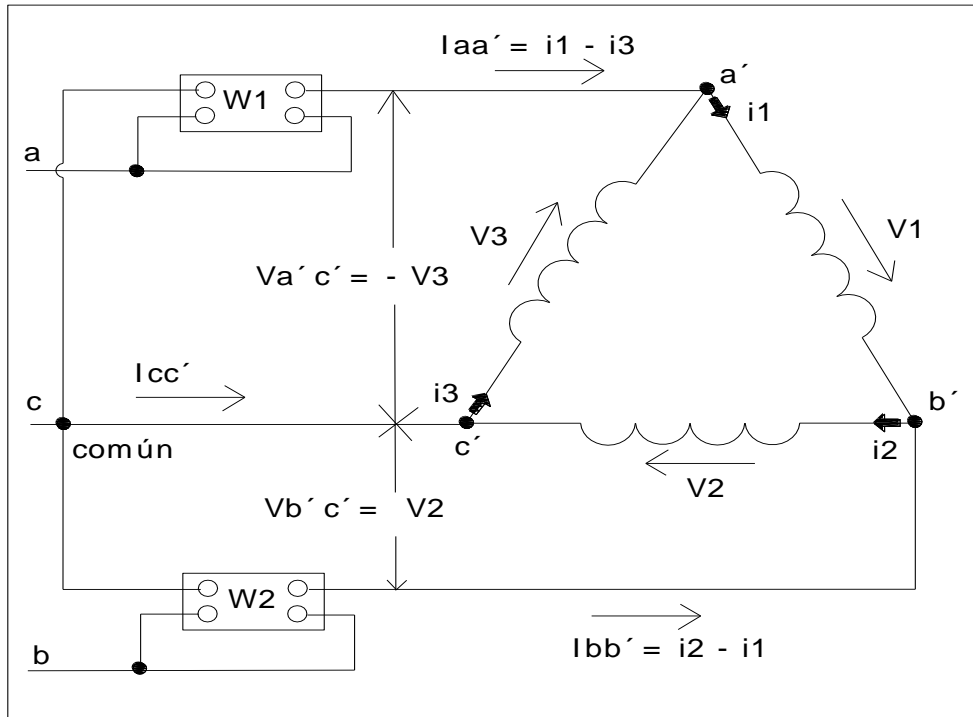 Iaa´= i1 - i3
a´
W1
i1
a
V3
V1
Va´c´= - V3
Icc´
i3
c
b´
común
c´
i2
V2
Vb´c´= V2
W2
b
Ibb´= i2 - i1